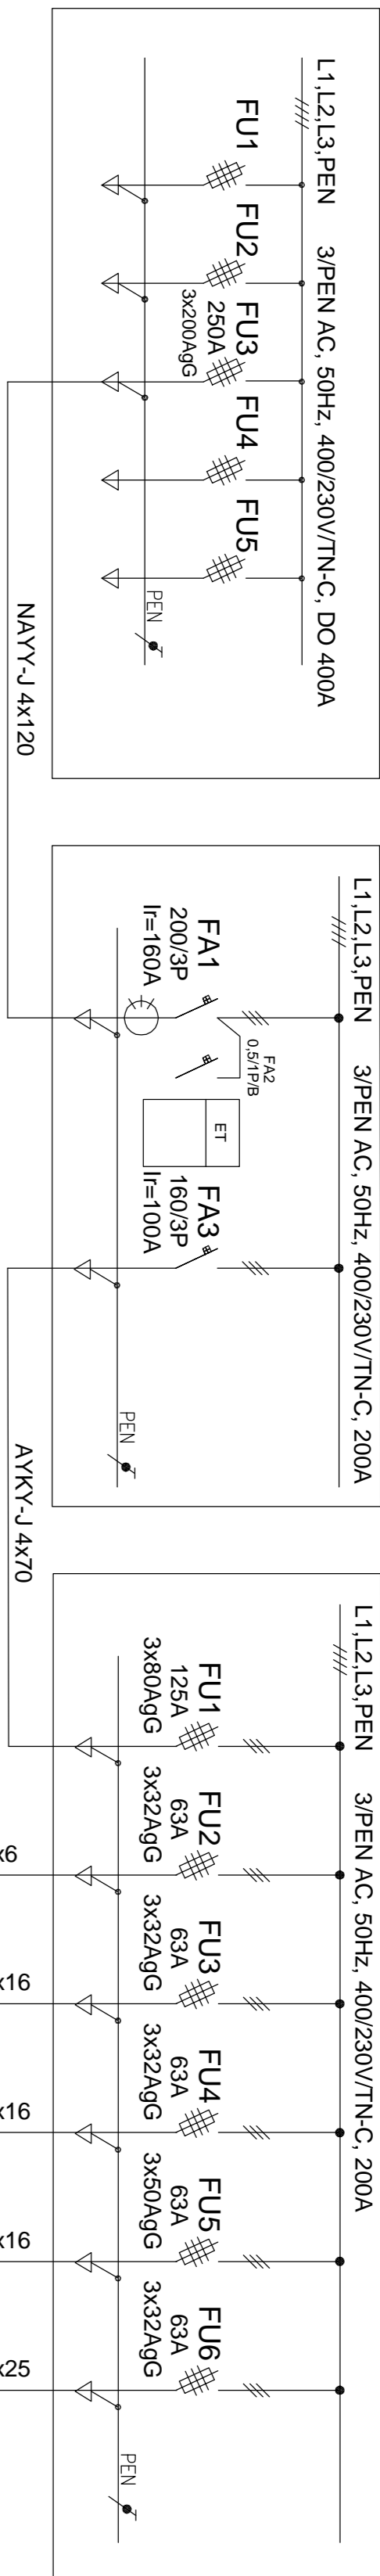 L1,L2,L3,PEN 3/PEN AC, 50Hz, 400/230V/TN-C, DO 400A
FU1
FU2
FU3
250A
3x200AgG
FU4
FU5
PEN
NAYY-J 4x120
L1,L2,L3,PEN 3/PEN AC, 50Hz, 400/230V/TN-C, 200A
FA1
200/3P
Ir=160A
FA2
0,5/1P/B
ET
FA3
160/3P
Ir=100A
PEN
AYKY-J 4x70
L1,L2,L3,PEN 3/PEN AC, 50Hz, 400/230V/TN-C, 200A
FU1
125A
3x80AgG
FU2
63A
3x32AgG
FU3
63A
3x32AgG
FU4
63A
3x32AgG
FU5
63A
3x50AgG
FU6
63A
3x32AgG
PEN
x6
x16
x16
x16
x25